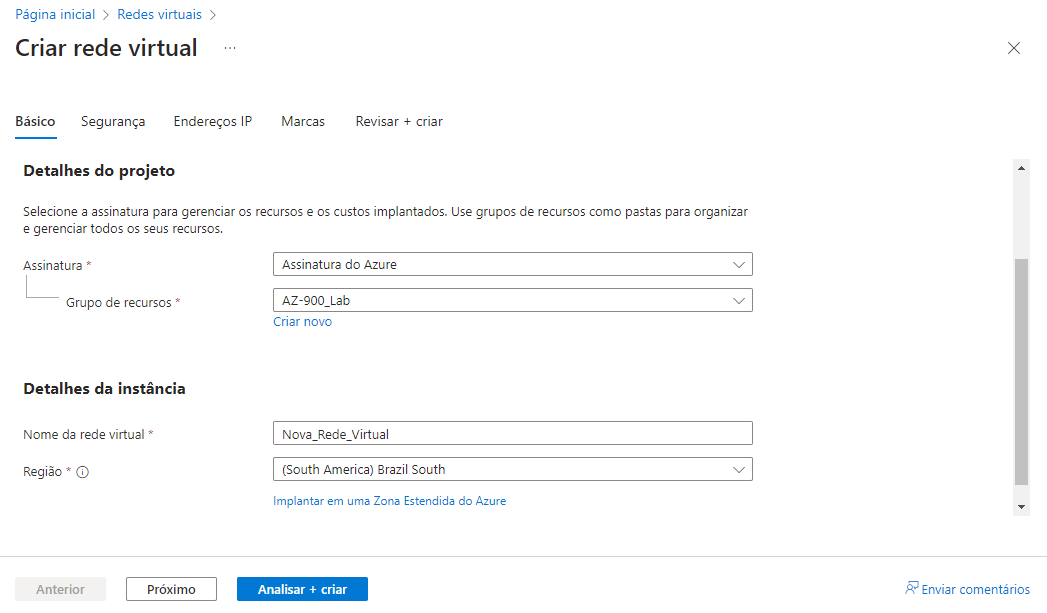 Página inicial > Redes virtuais >
Criar rede virtual ...
Básico Segurança Endereços IP Marcas Revisar + criar
Detalhes do projeto
Selecione a assinatura para gerenciar os recursos e os custos implantados. Use grupos de recursos como pastas para organizar
e gerenciar todos os seus recursos.
Assinatura * Assinatura do Azure
Grupo de recursos * AZ-900_Lab
Criar novo
Detalhes da instância
Nome da rede virtual * Nova_Rede_Virtual
Região * (South America) Brazil South
Implantar em uma Zona Estendida do Azure
Anterior Próximo Analisar + criar Enviar comentários